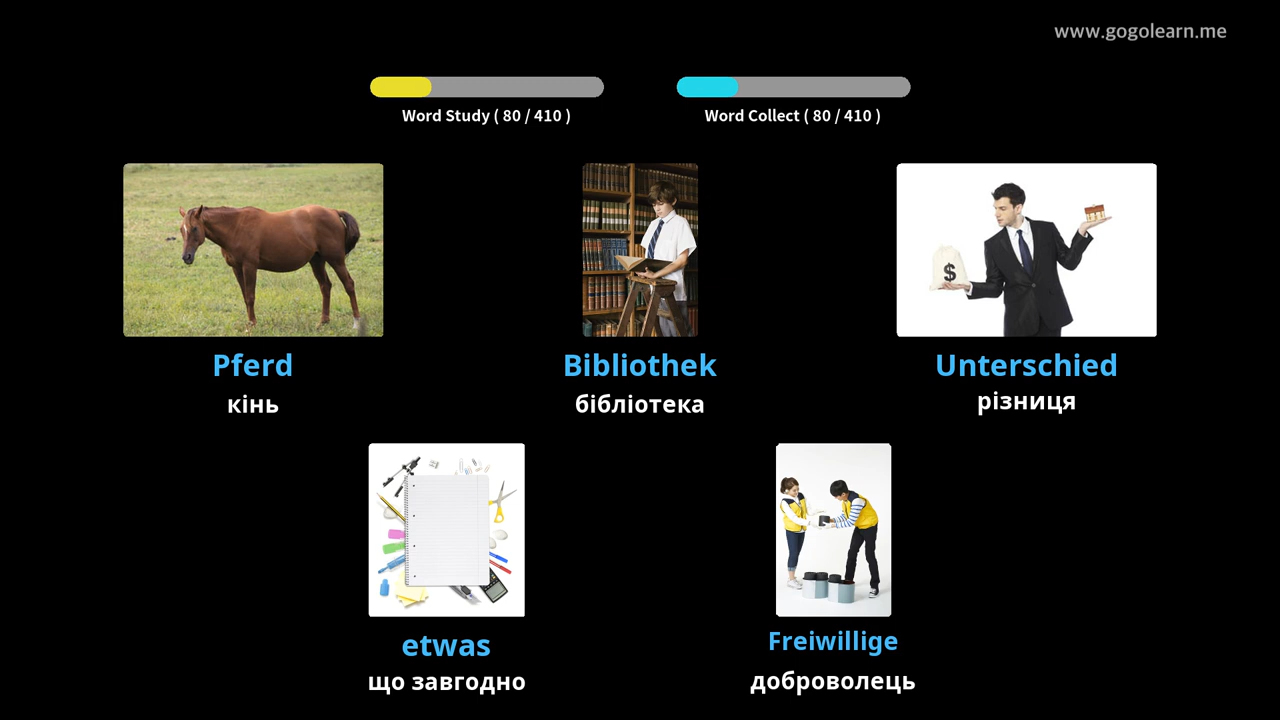 www.gogolearn.me
Word Study ( 80 / 410 )
Word Collect ( 80 / 410 )
Pferd
кінь
Bibliothek
бібліотека
Unterschied
різниця
$
etwas
що завгодно
Freiwillige
доброволець